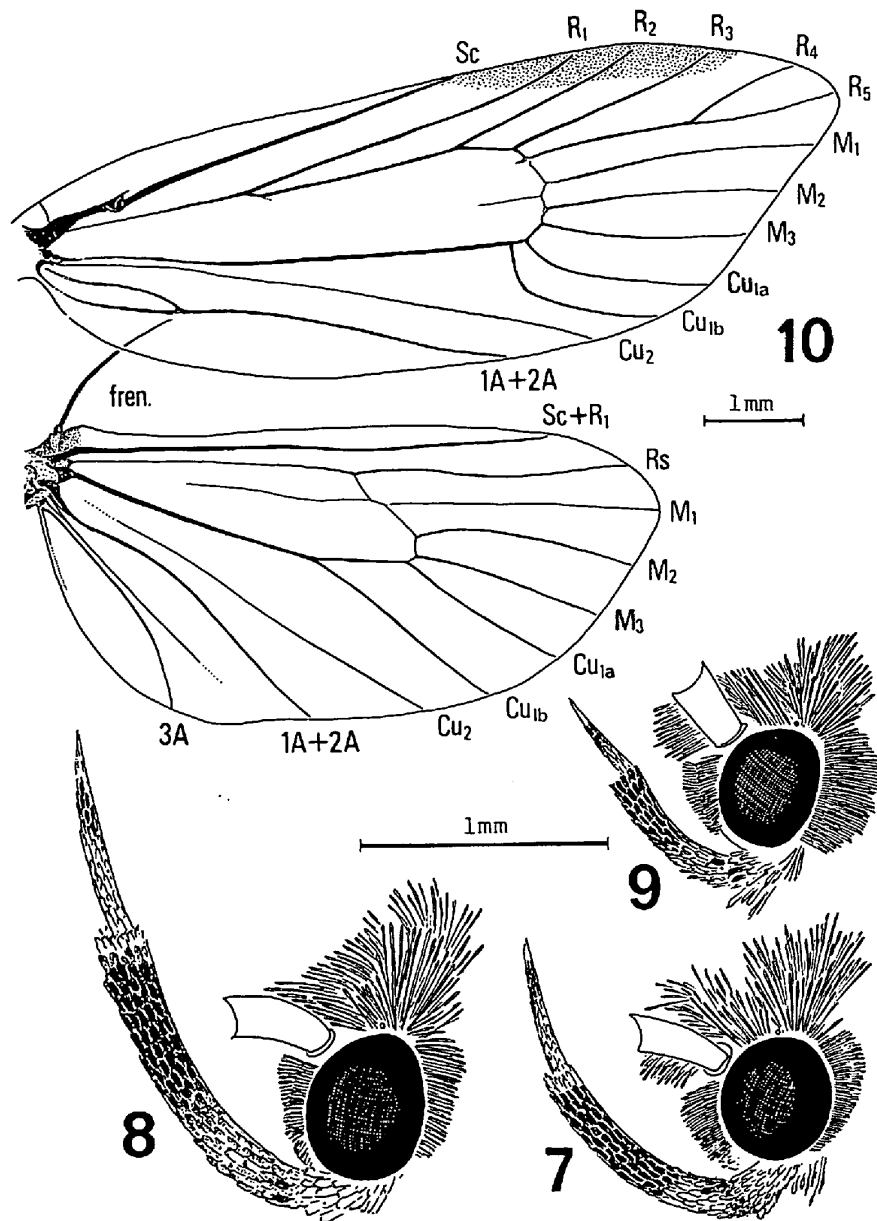 Sc
R₁
R₂
R₃
R₄
R₅
M₁
M₂
M₃
Cu₁ₐ
Cu₁b
Cu₂
1A+2A
10
1mm
fren.
Sc+R₁
Rs
M₁
M₂
M₃
Cu₁ₐ
Cu₁b
Cu₂
1A+2A
3A
1mm
9
8
7